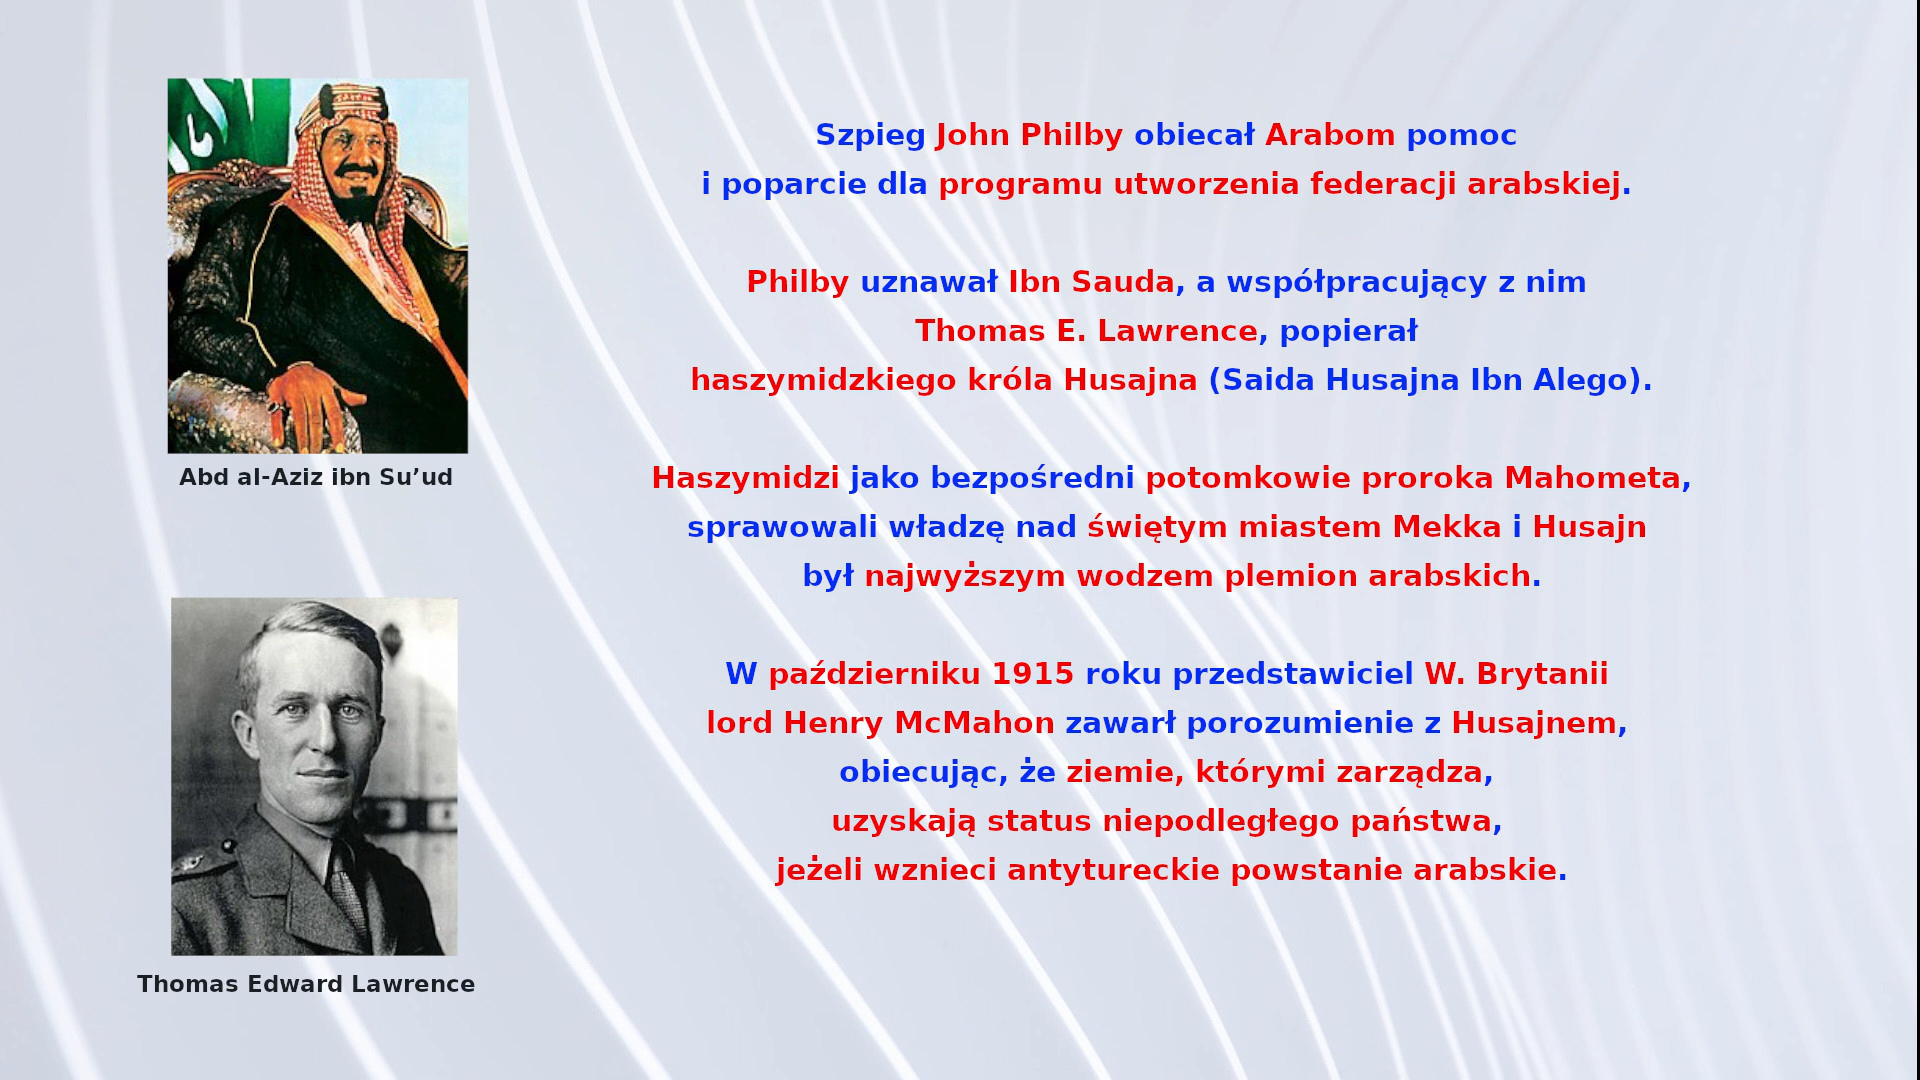 Szpieg John Philby obiecał Arabom pomoc
i poparcie dla programu utworzenia federacji arabskiej.
Philby uznawał Ibn Sauda, a współpracujący z nim
Thomas E. Lawrence, popierał
haszymidzkiego króla Husajna (Saida Husajna Ibn Alego).
Haszymidzi jako bezpośredni potomkowie proroka Mahometa,
sprawowali władzę nad świętym miastem Mekka i Husajn
był najwyższym wodzem plemion arabskich.
W październiku 1915 roku przedstawiciel W. Brytanii
lord Henry McMahon zawarł porozumienie z Husajnem,
obiecując, że ziemie, którymi zarządza,
uzyskają status niepodległego państwa,
jeżeli wznieci antytureckie powstanie arabskie.
Abd al-Aziz ibn Su’ud
Thomas Edward Lawrence